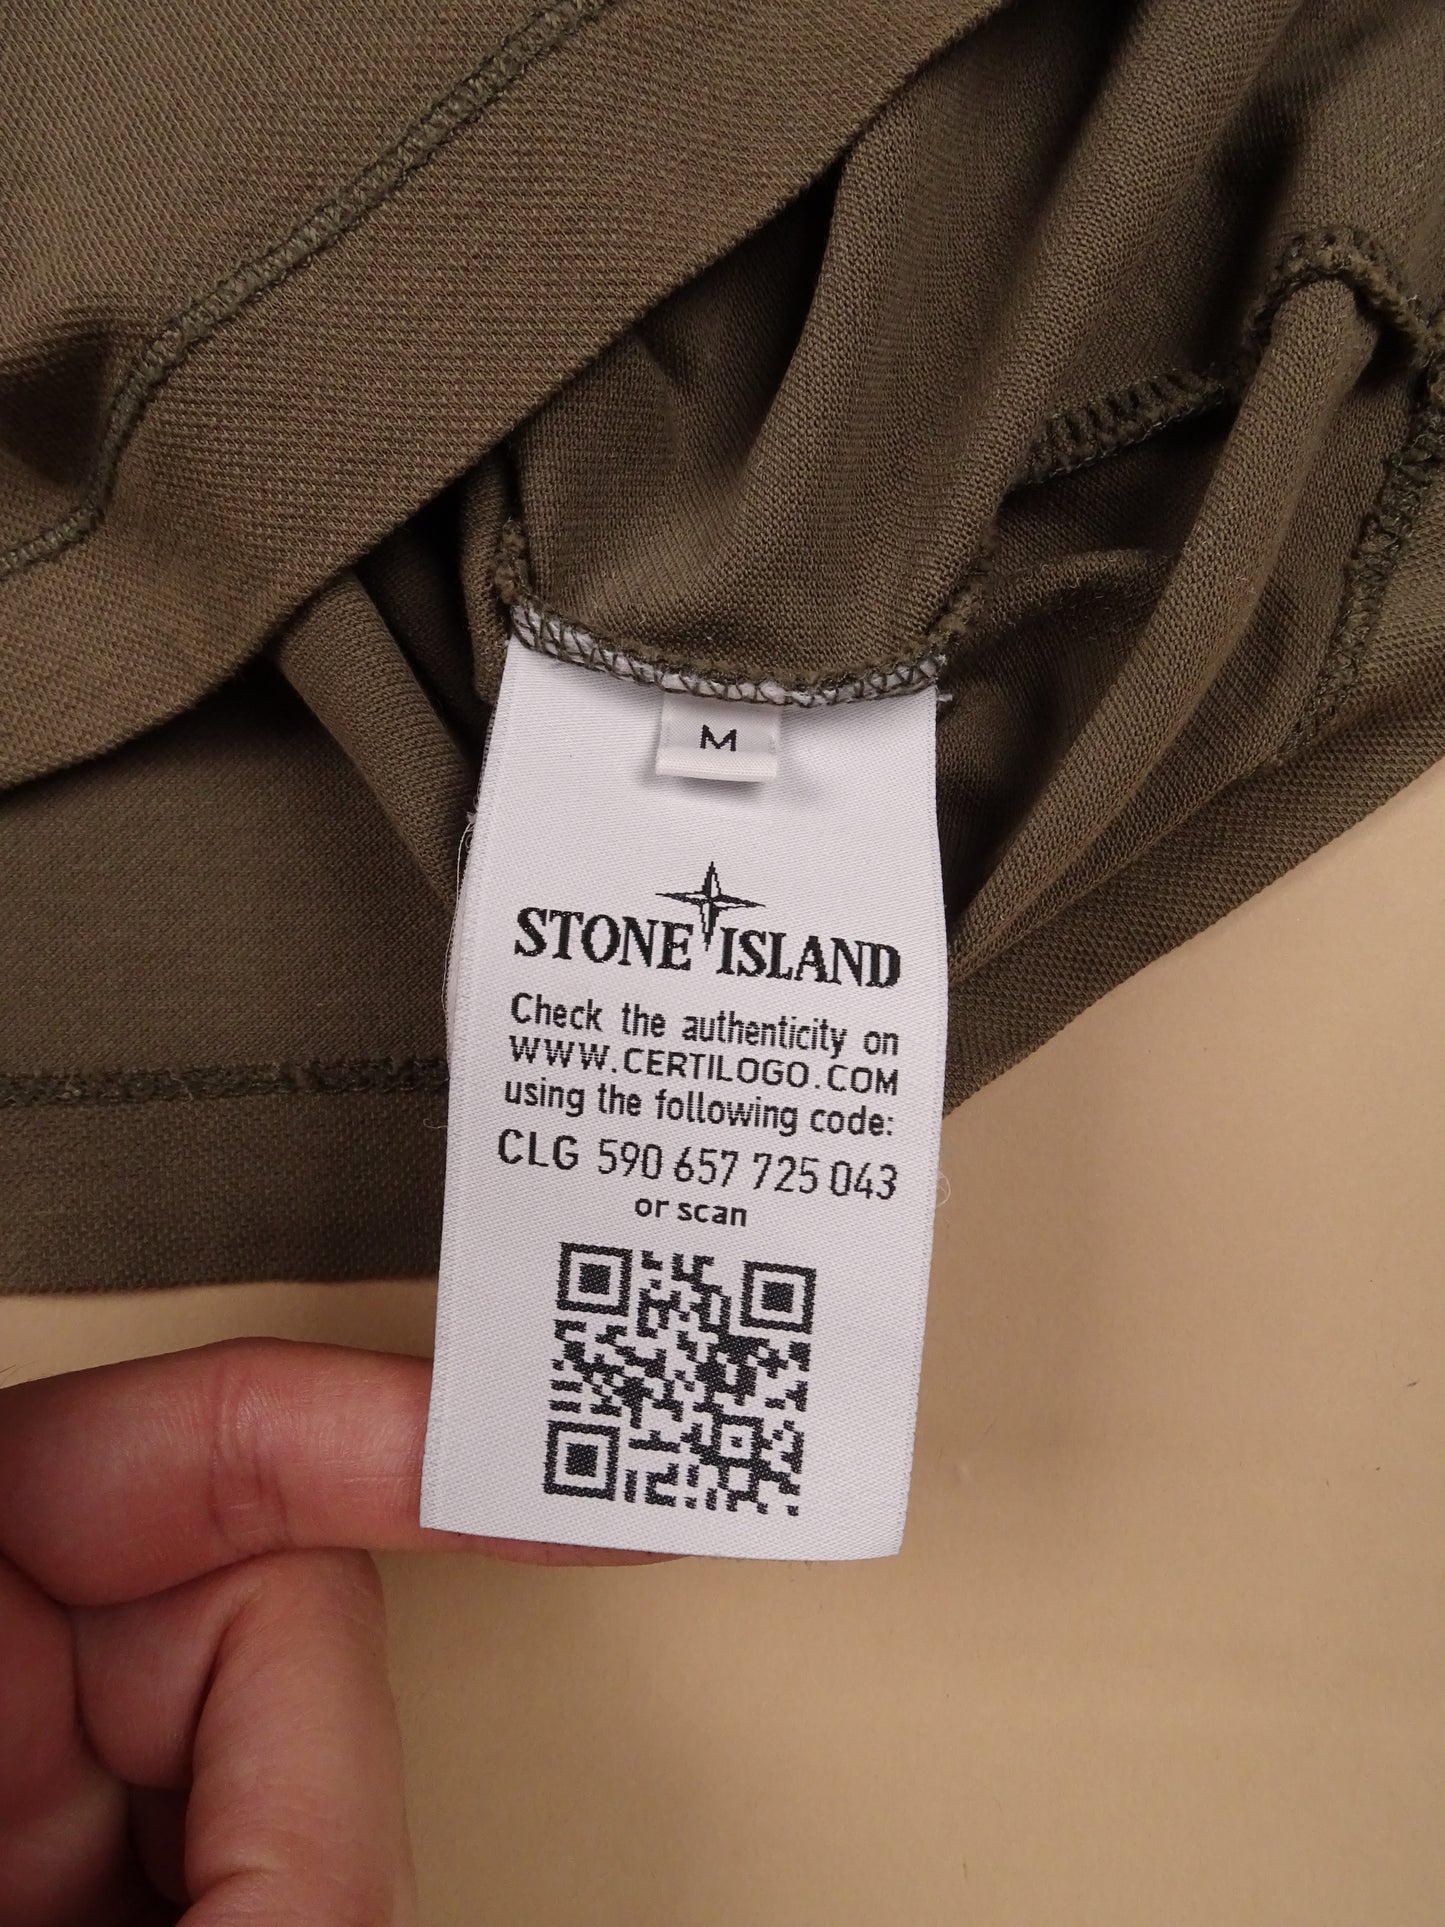 M
STONE ISLAND
Check the authenticity on
WWW.CERTILOGO.COM
using the following code:
CLG 590 657 725 043
or scan